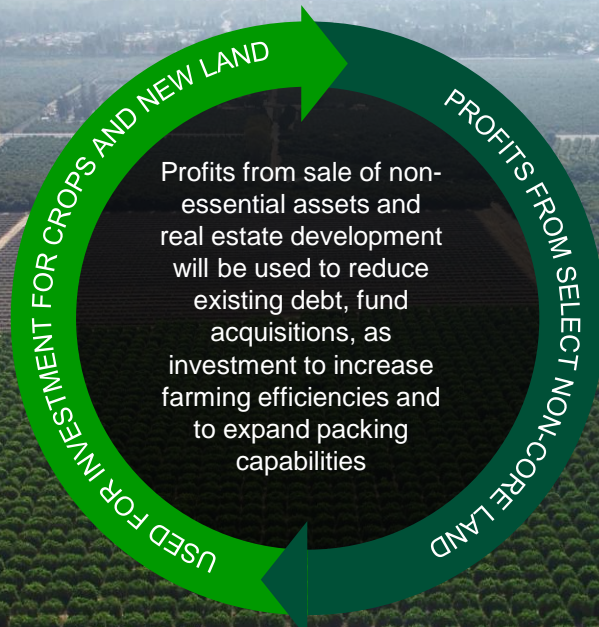 USED FOR INVESTMENT FOR CROPS AND NEW LAND
PROFITS FROM SELECT NON-CORE LAND
Profits from sale of non-
essential assets and
real estate development
will be used to reduce
existing debt, fund
acquisitions, as
investment to increase
farming efficiencies and
to expand packing
capabilities